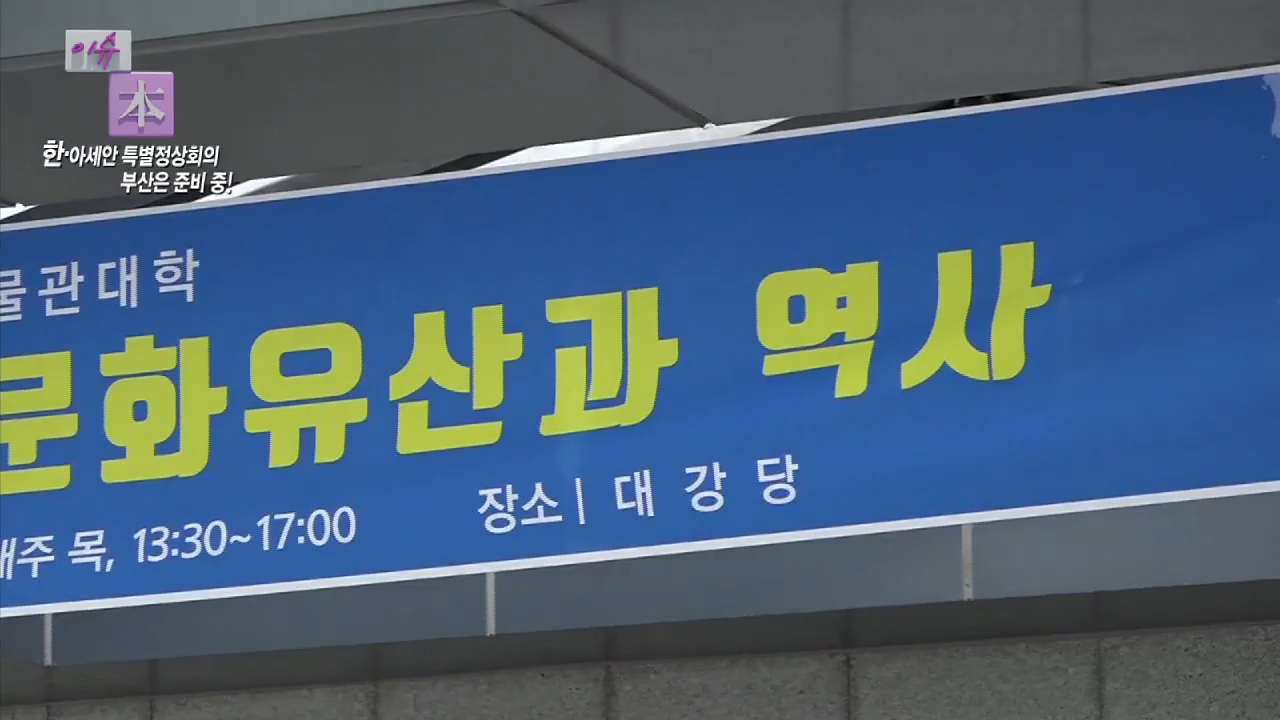 이슈
本
한·아세안 특별정상회의
부산은 준비 중!
물관대학
문화유산과 역사
매주 목, 13:30~17:00
장소 | 대 강 당